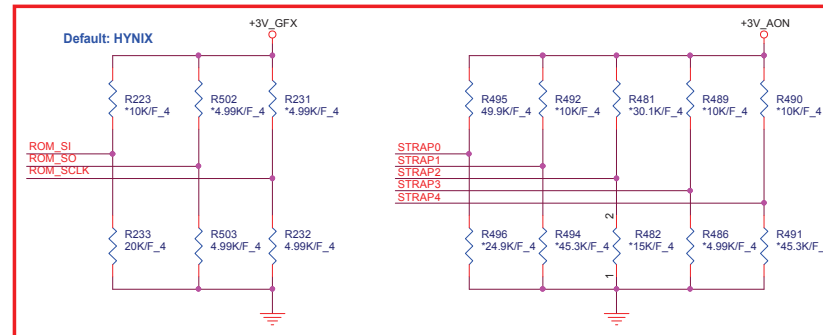 +3V_GFX
+3V_AON
Default: HYNIX
R223
*10K/F_4
R502
*4.99K/F_4
R231
*4.99K/F_4
R495
49.9K/F_4
R492
*10K/F_4
R481
*30.1K/F_4
R489
*10K/F_4
R490
*10K/F_4
ROM_SI
ROM_SO
ROM_SCLK
STRAP0
STRAP1
STRAP2
STRAP3
STRAP4
R233
20K/F_4
R503
4.99K/F_4
R232
4.99K/F_4
R496
*24.9K/F_4
R494
*45.3K/F_4
2
R482
*15K/F_4
1
R486
*4.99K/F_4
R491
*45.3K/F_4